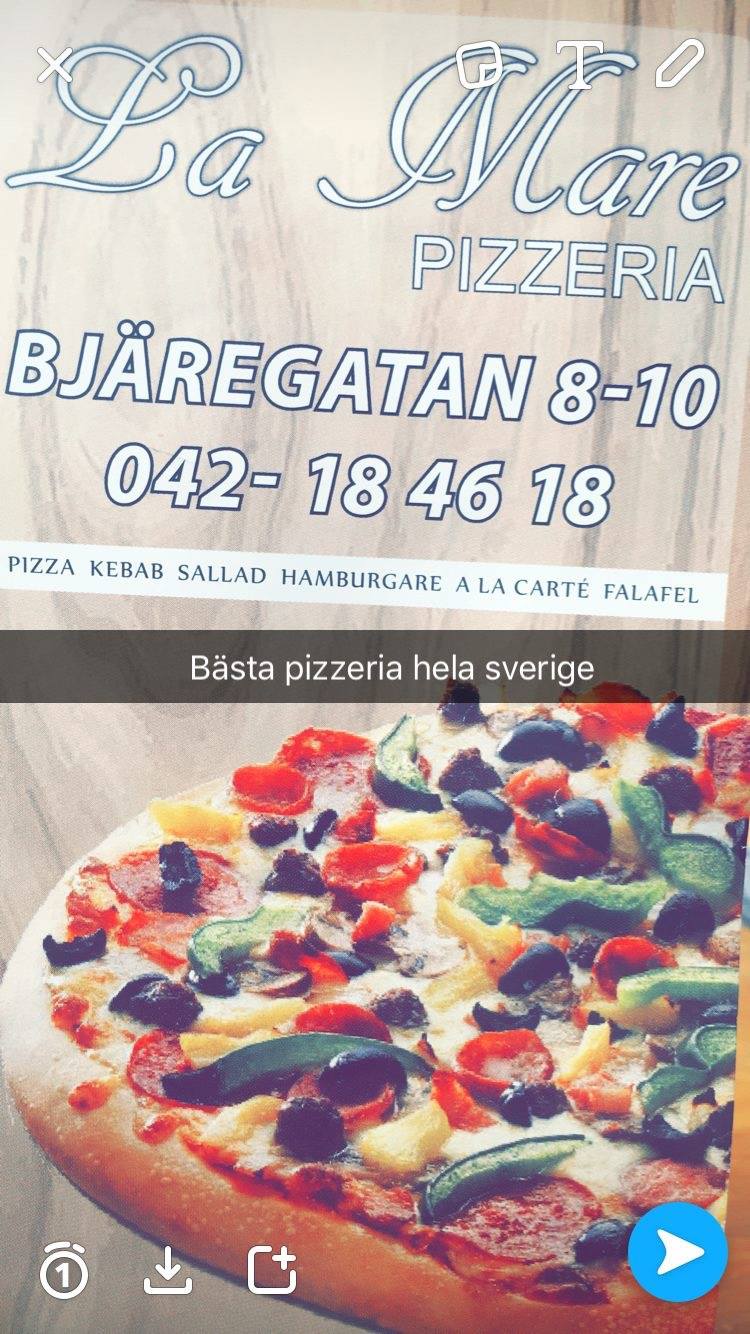 La Mare
PIZZERIA
BJÄREGATAN 8-10
042- 18 46 18
PIZZA KEBAB SALLAD HAMBURGARE A LA CARTÉ FALAFEL
Bästa pizzeria hela sverige
1